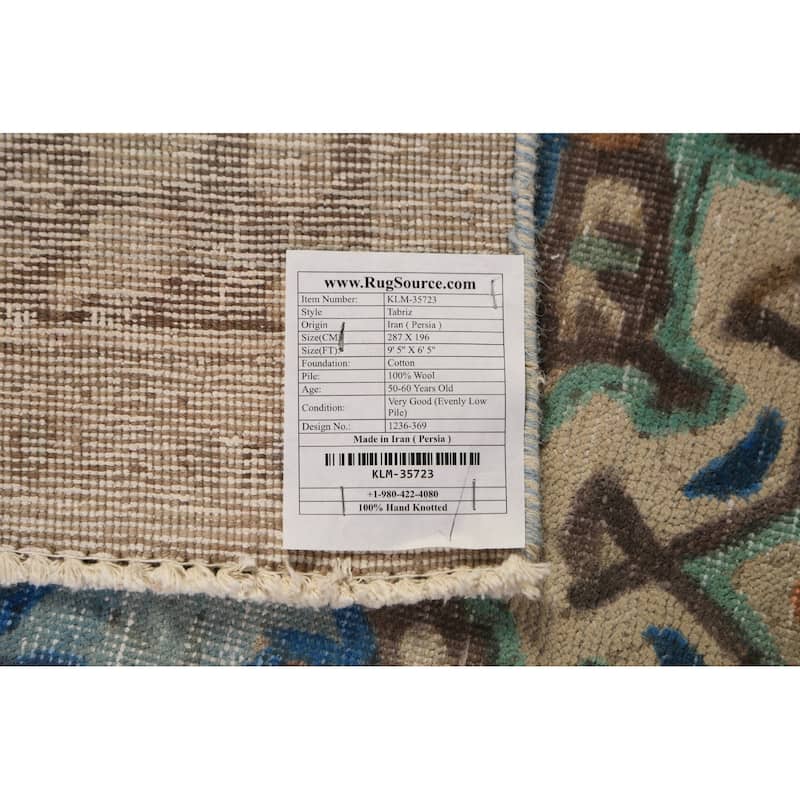 www.RugSource.com
Item Number: KLM-35723
Style Tabriz
Origin Iran ( Persia )
Size(CM) 287 X 196
Size(FT): 9' 5" X 6' 5"
Foundation: Cotton
Pile: 100% Wool
Age: 50-60 Years Old
Condition: Very Good (Evenly Low
Pile)
Design No.: 1236-369
Made in Iran ( Persia )
KLM-35723
+1-980-422-4080
100% Hand Knotted